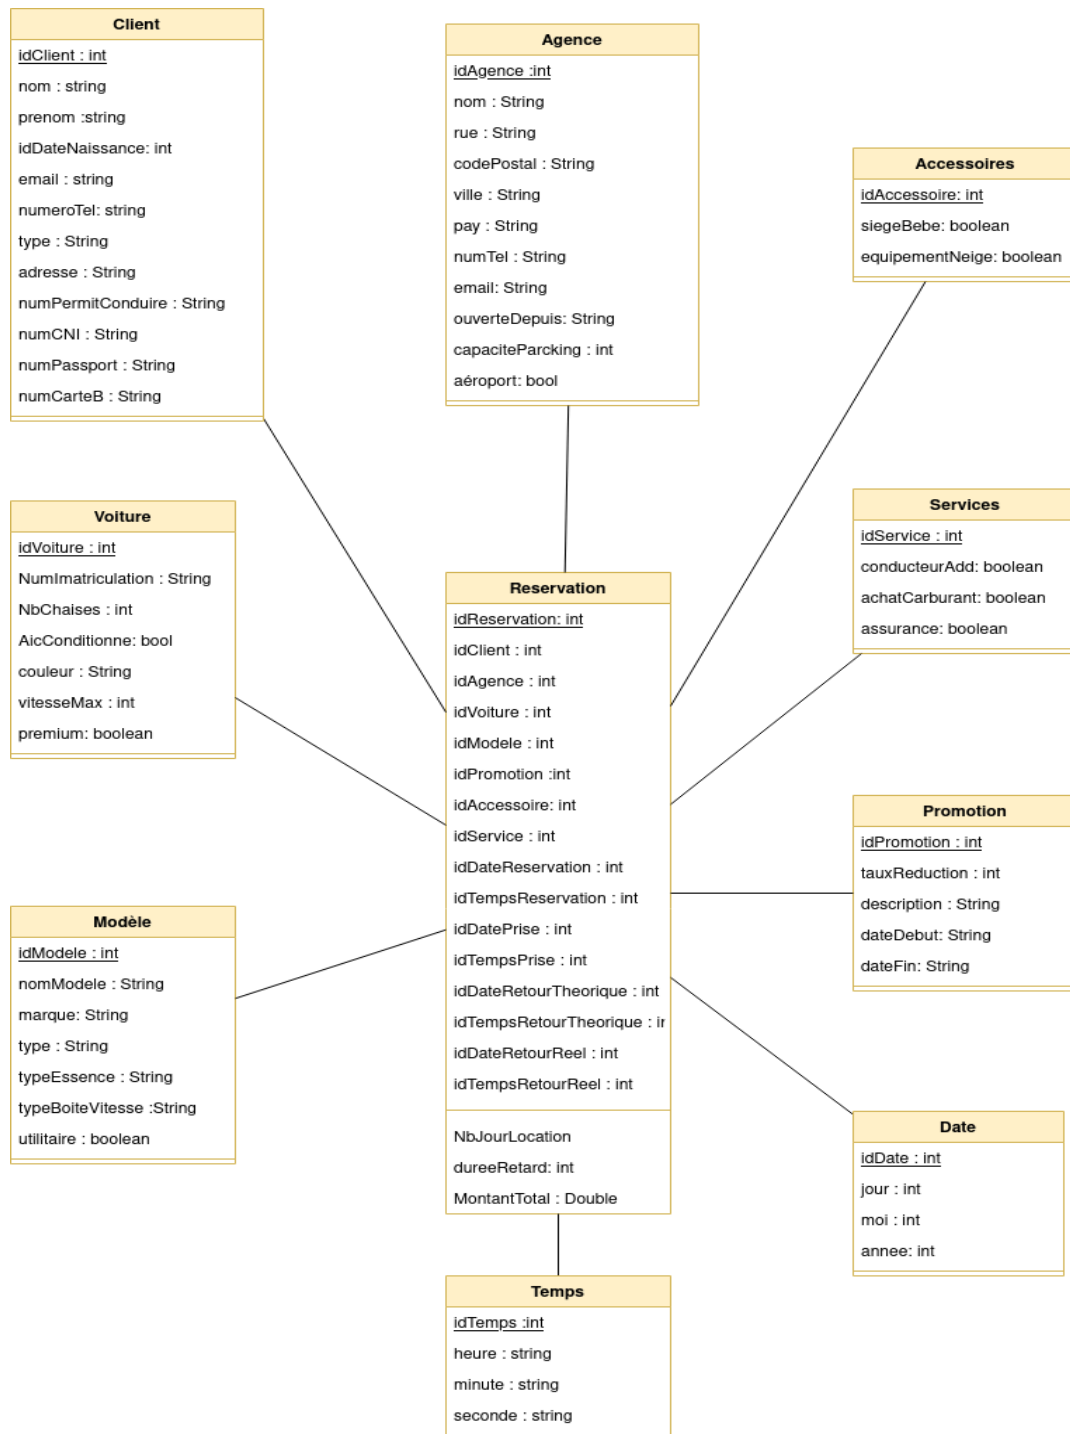 Client
idClient : int
nom : string
prenom :string
idDateNaissance: int
email : string
numeroTel: string
type : String
adresse : String
numPermitConduire : String
numCNI : String
numPassport : String
numCarteB : String
Agence
idAgence :int
nom : String
rue : String
codePostal : String
ville : String
pay : String
numTel : String
email: String
ouverteDepuis: String
capaciteParcking : int
aéroport: bool
Accessoires
idAccessoire: int
siegeBebe: boolean
equipementNeige: boolean
Voiture
idVoiture : int
NumImatriculation : String
NbChaises : int
AicConditionne: bool
couleur : String
vitesseMax : int
premium: boolean
Services
idService : int
conducteurAdd: boolean
achatCarburant: boolean
assurance: boolean
Reservation
idReservation: int
idClient : int
idAgence : int
idVoiture : int
idModele : int
idPromotion :int
idAccessoire: int
idService : int
idDateReservation : int
idTempsReservation : int
idDatePrise : int
idTempsPrise : int
idDateRetourTheorique : int
idTempsRetourTheorique : ir
idDateRetourReel : int
idTempsRetourReel : int
NbJourLocation
dureeRetard: int
MontantTotal : Double
Promotion
idPromotion : int
tauxReduction : int
description : String
dateDebut: String
dateFin: String
Modèle
idModele : int
nomModele : String
marque: String
type : String
typeEssence : String
typeBoiteVitesse :String
utilitaire : boolean
Date
idDate : int
jour : int
moi : int
annee: int
Temps
idTemps :int
heure : string
minute : string
seconde : string